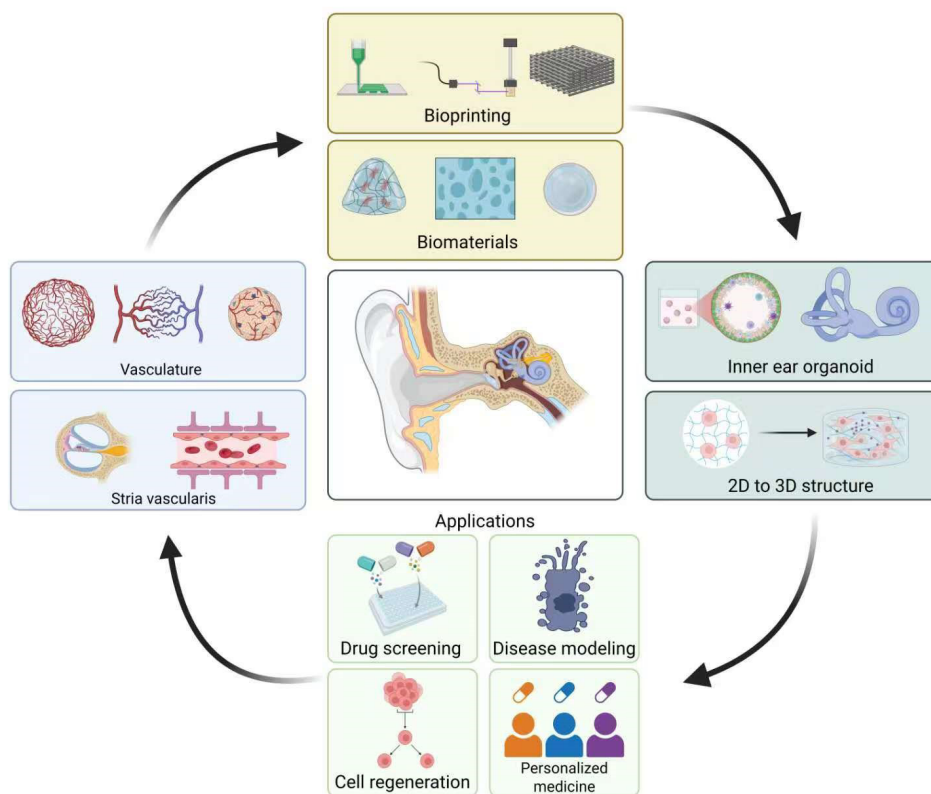 Bioprinting
Biomaterials
Vasculature
Stria vascularis
Inner ear organoid
2D to 3D structure
Applications
Drug screening
Disease modeling
Cell regeneration
Personalized
medicine